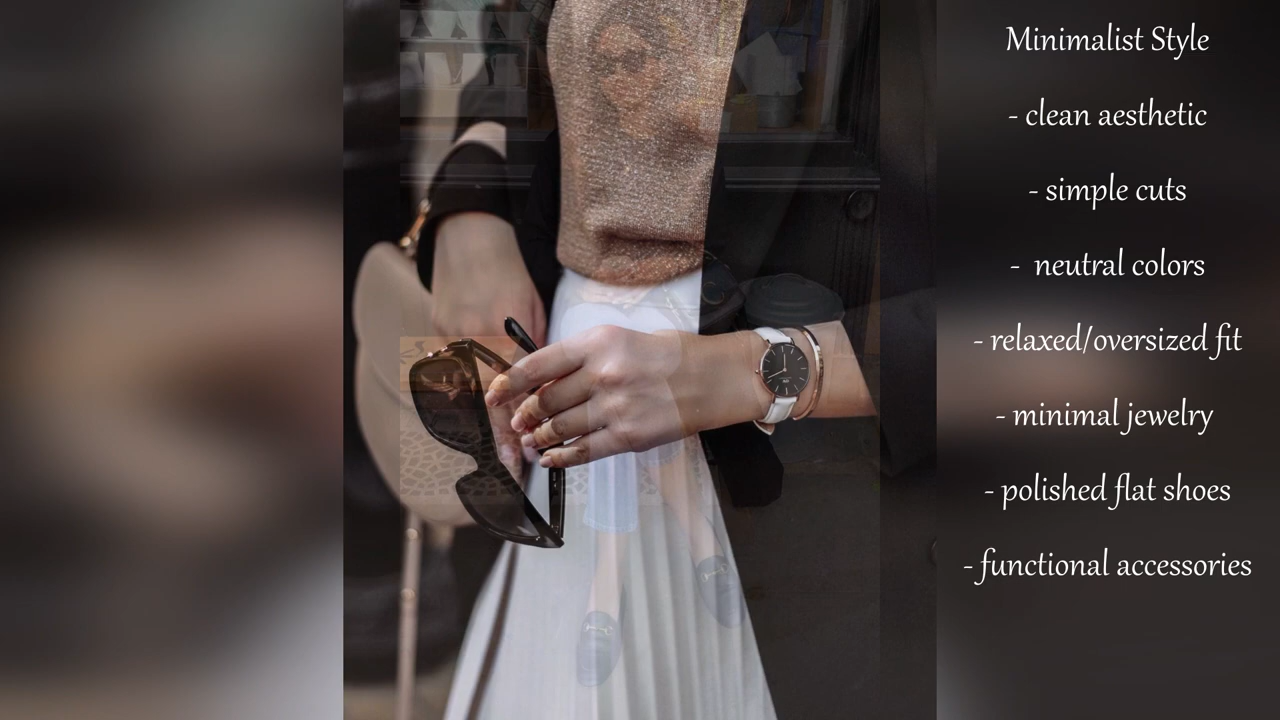 Minimalist Style
- clean aesthetic
- simple cuts
- neutral colors
- relaxed/oversized fit
- minimal jewelry
- polished flat shoes
- functional accessories